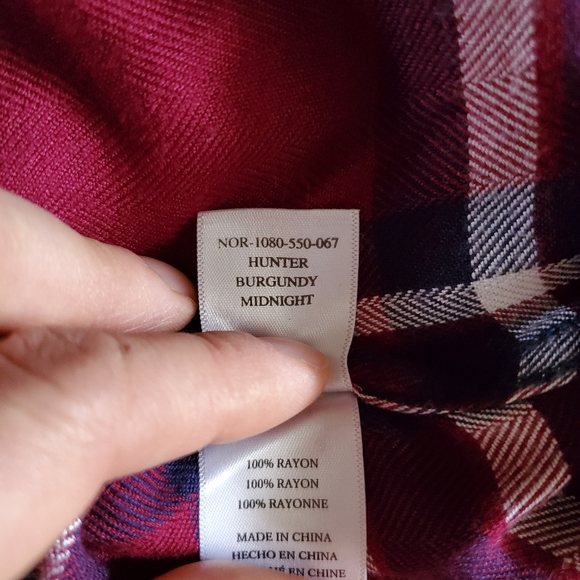 NOR-1080-550-067
HUNTER
BURGUNDY
MIDNIGHT
100% RAYON
100% RAYON
100% RAYONNE
MADE IN CHINA
HECHO EN CHINA
EN CHINE